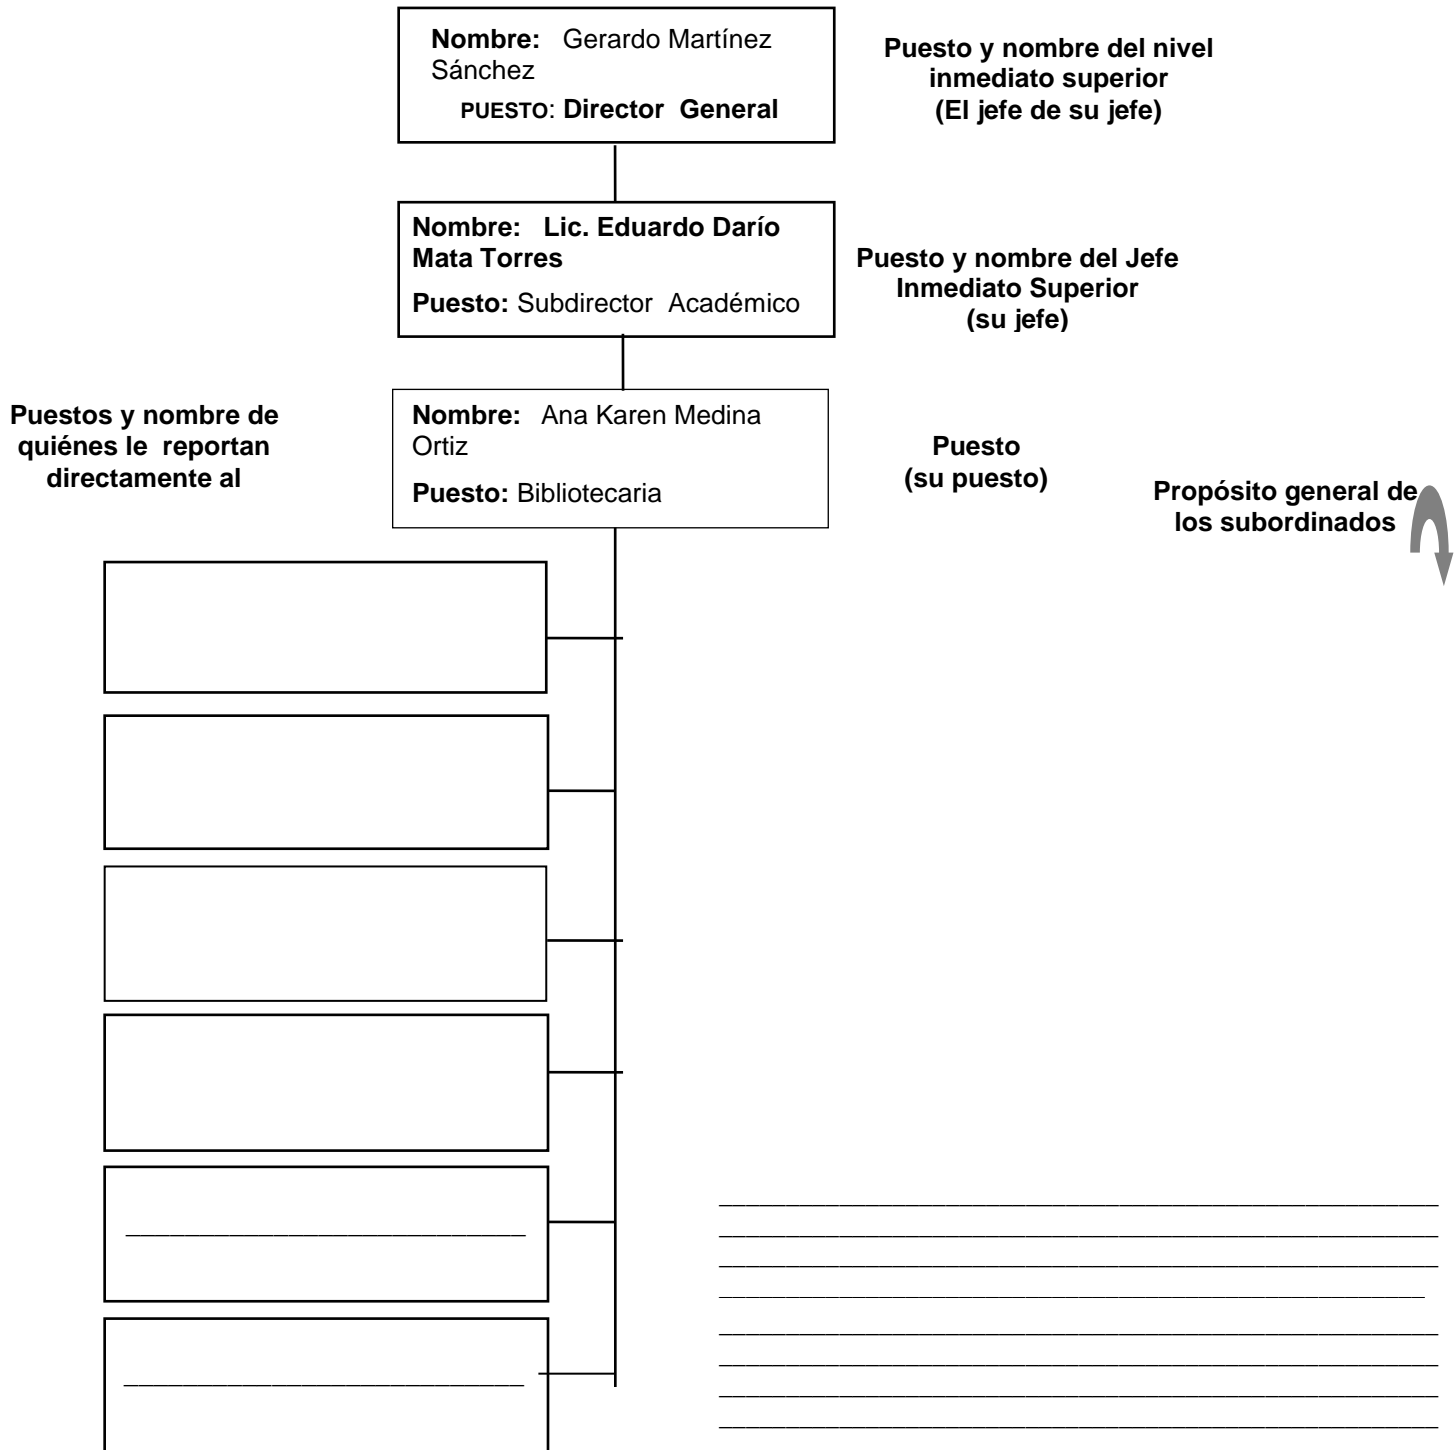 Nombre: Gerardo Martínez
Sánchez
PUESTO: Director General
Puesto y nombre del nivel
inmediato superior
(El jefe de su jefe)
Nombre: Lic. Eduardo Darío
Mata Torres
Puesto: Subdirector Académico
Puesto y nombre del Jefe
Inmediato Superior
(su jefe)
Puestos y nombre de
quiénes le reportan
directamente al
Nombre: Ana Karen Medina
Ortiz
Puesto: Bibliotecaria
Puesto
(su puesto)
Propósito general de
los subordinados